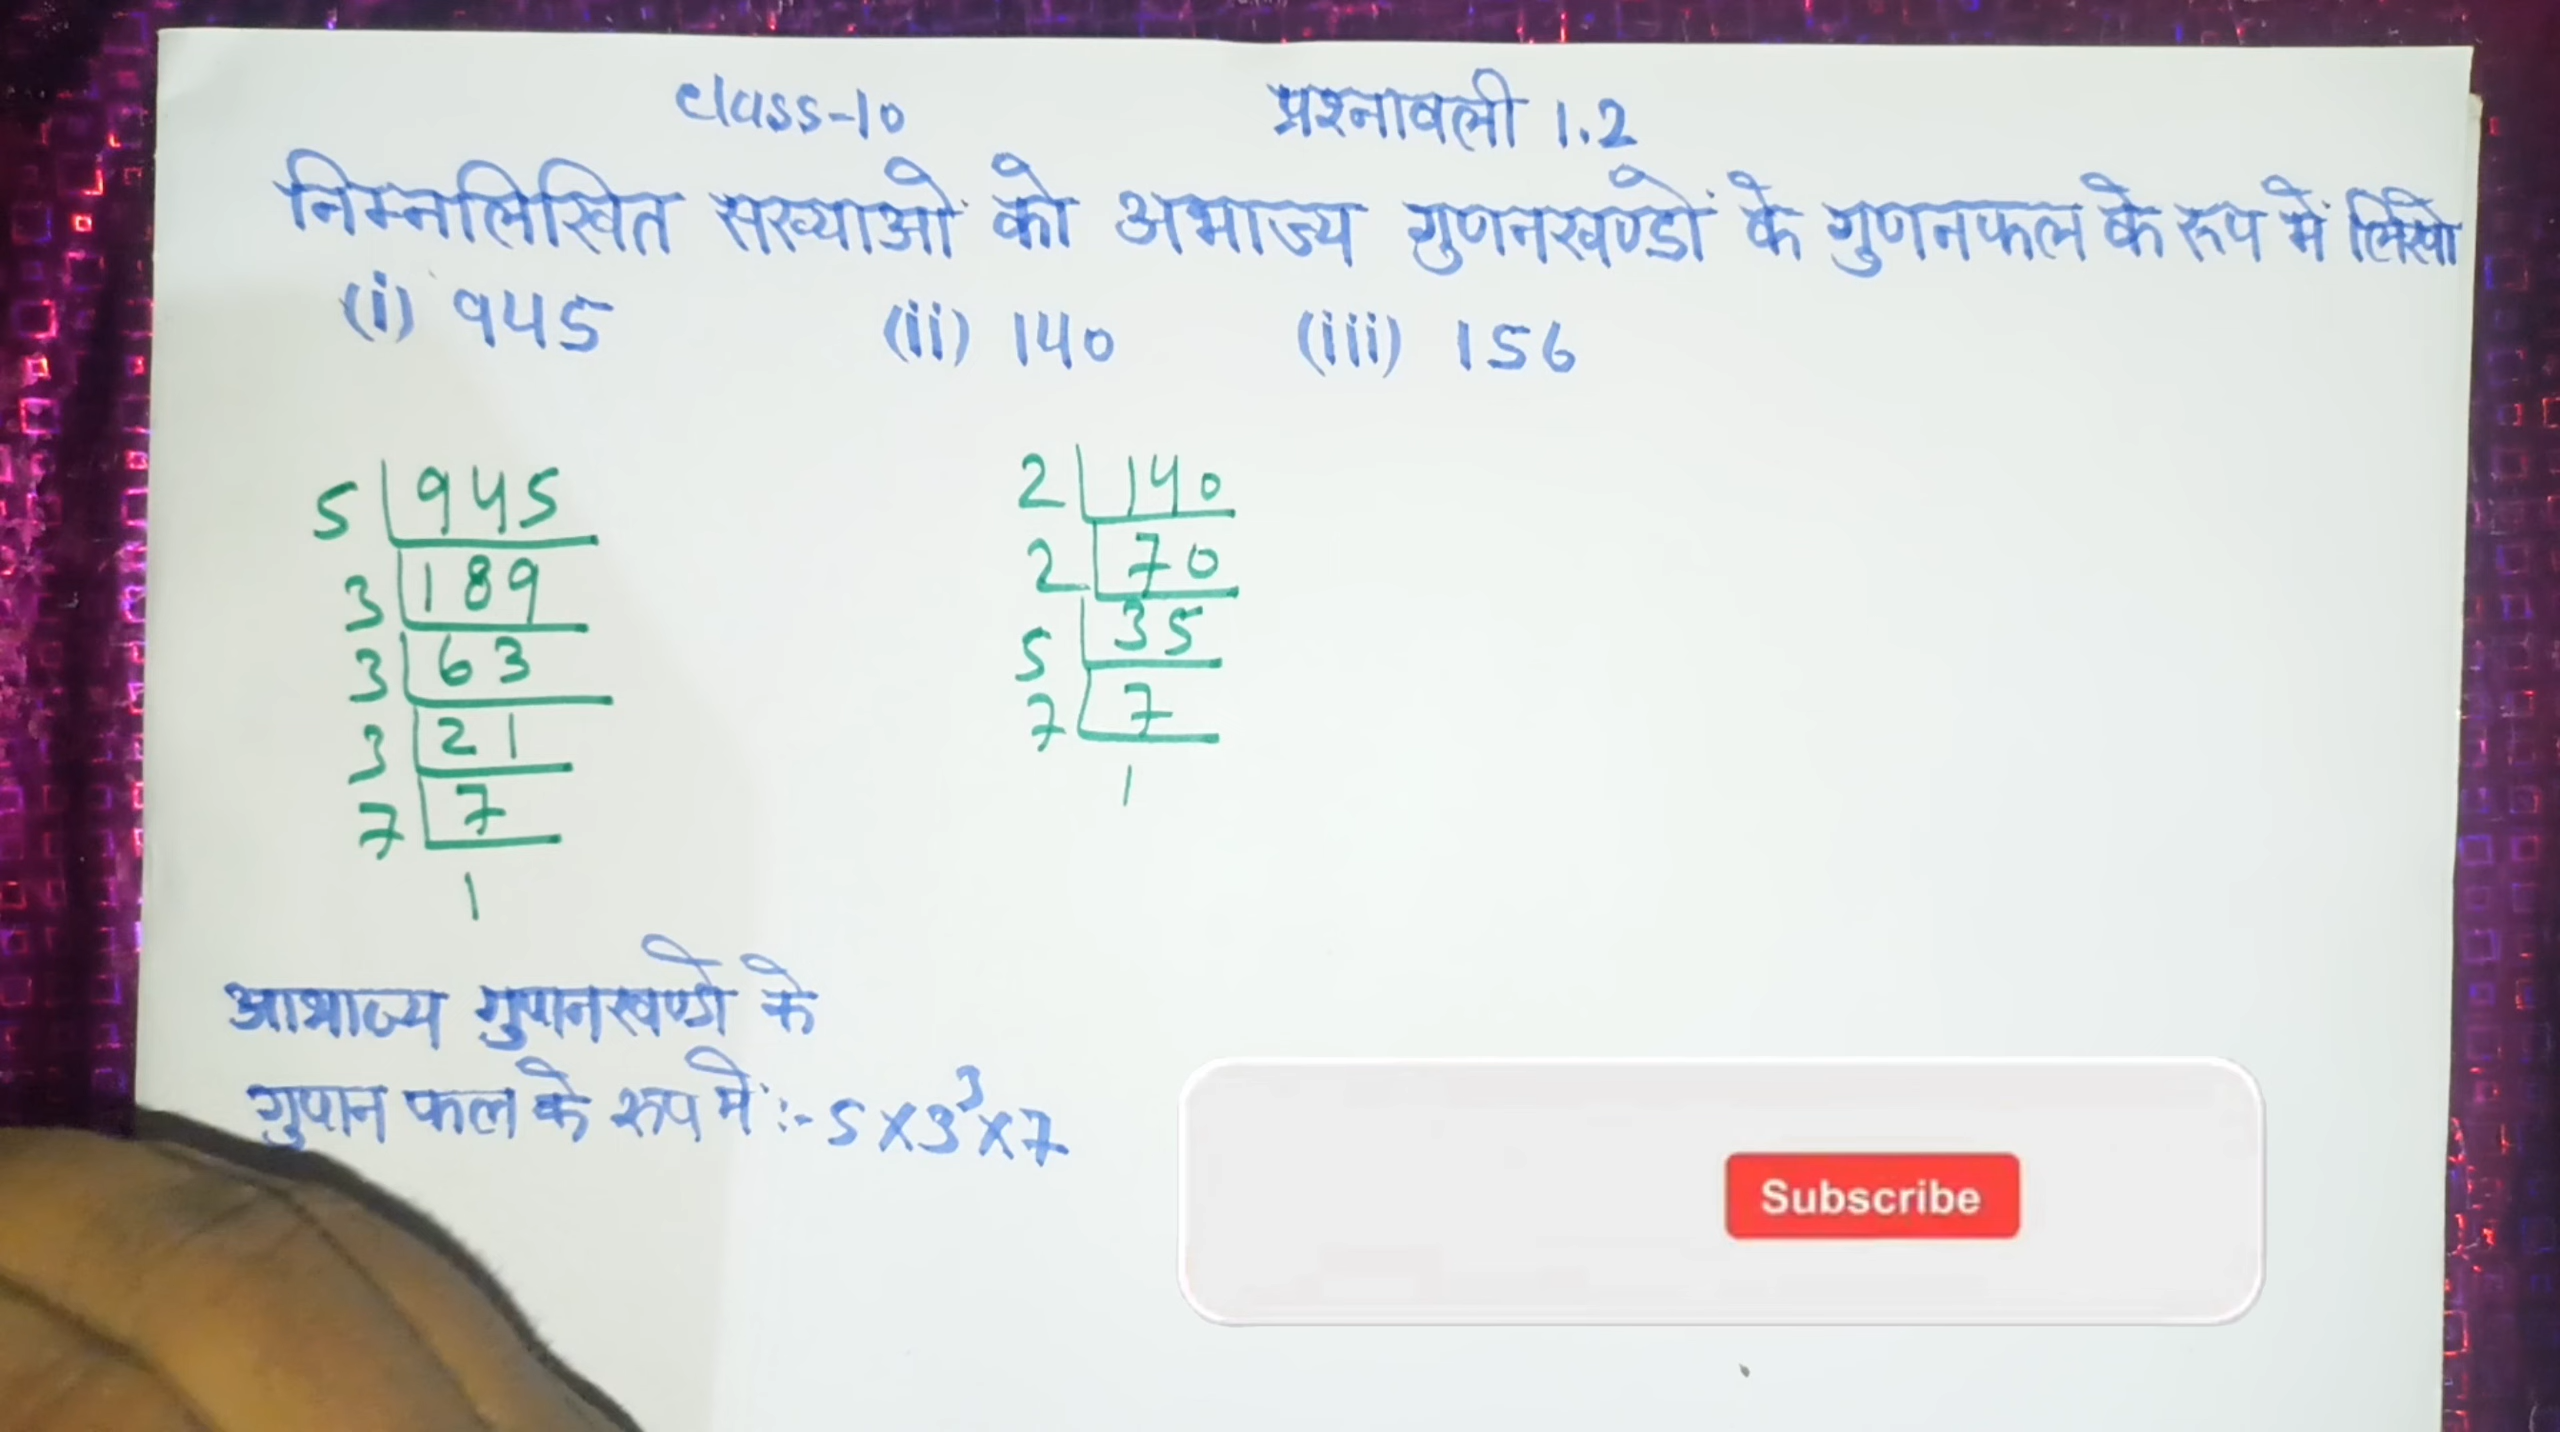 class-10 प्रश्नावली 1.2
निम्नलिखित सख्याओं को अभाज्य गुणनखण्डों के गुणनफल के रूप में लिखो
(i) 945 (ii) 140 (iii) 156
5 945
3 189
3 63
3 21
7 7
1
2 140
2 70
5 35
7 7
1
आभाज्य गुणनखण्डो के
गुणन फल के रूप में :- 5×3³×7
Subscribe